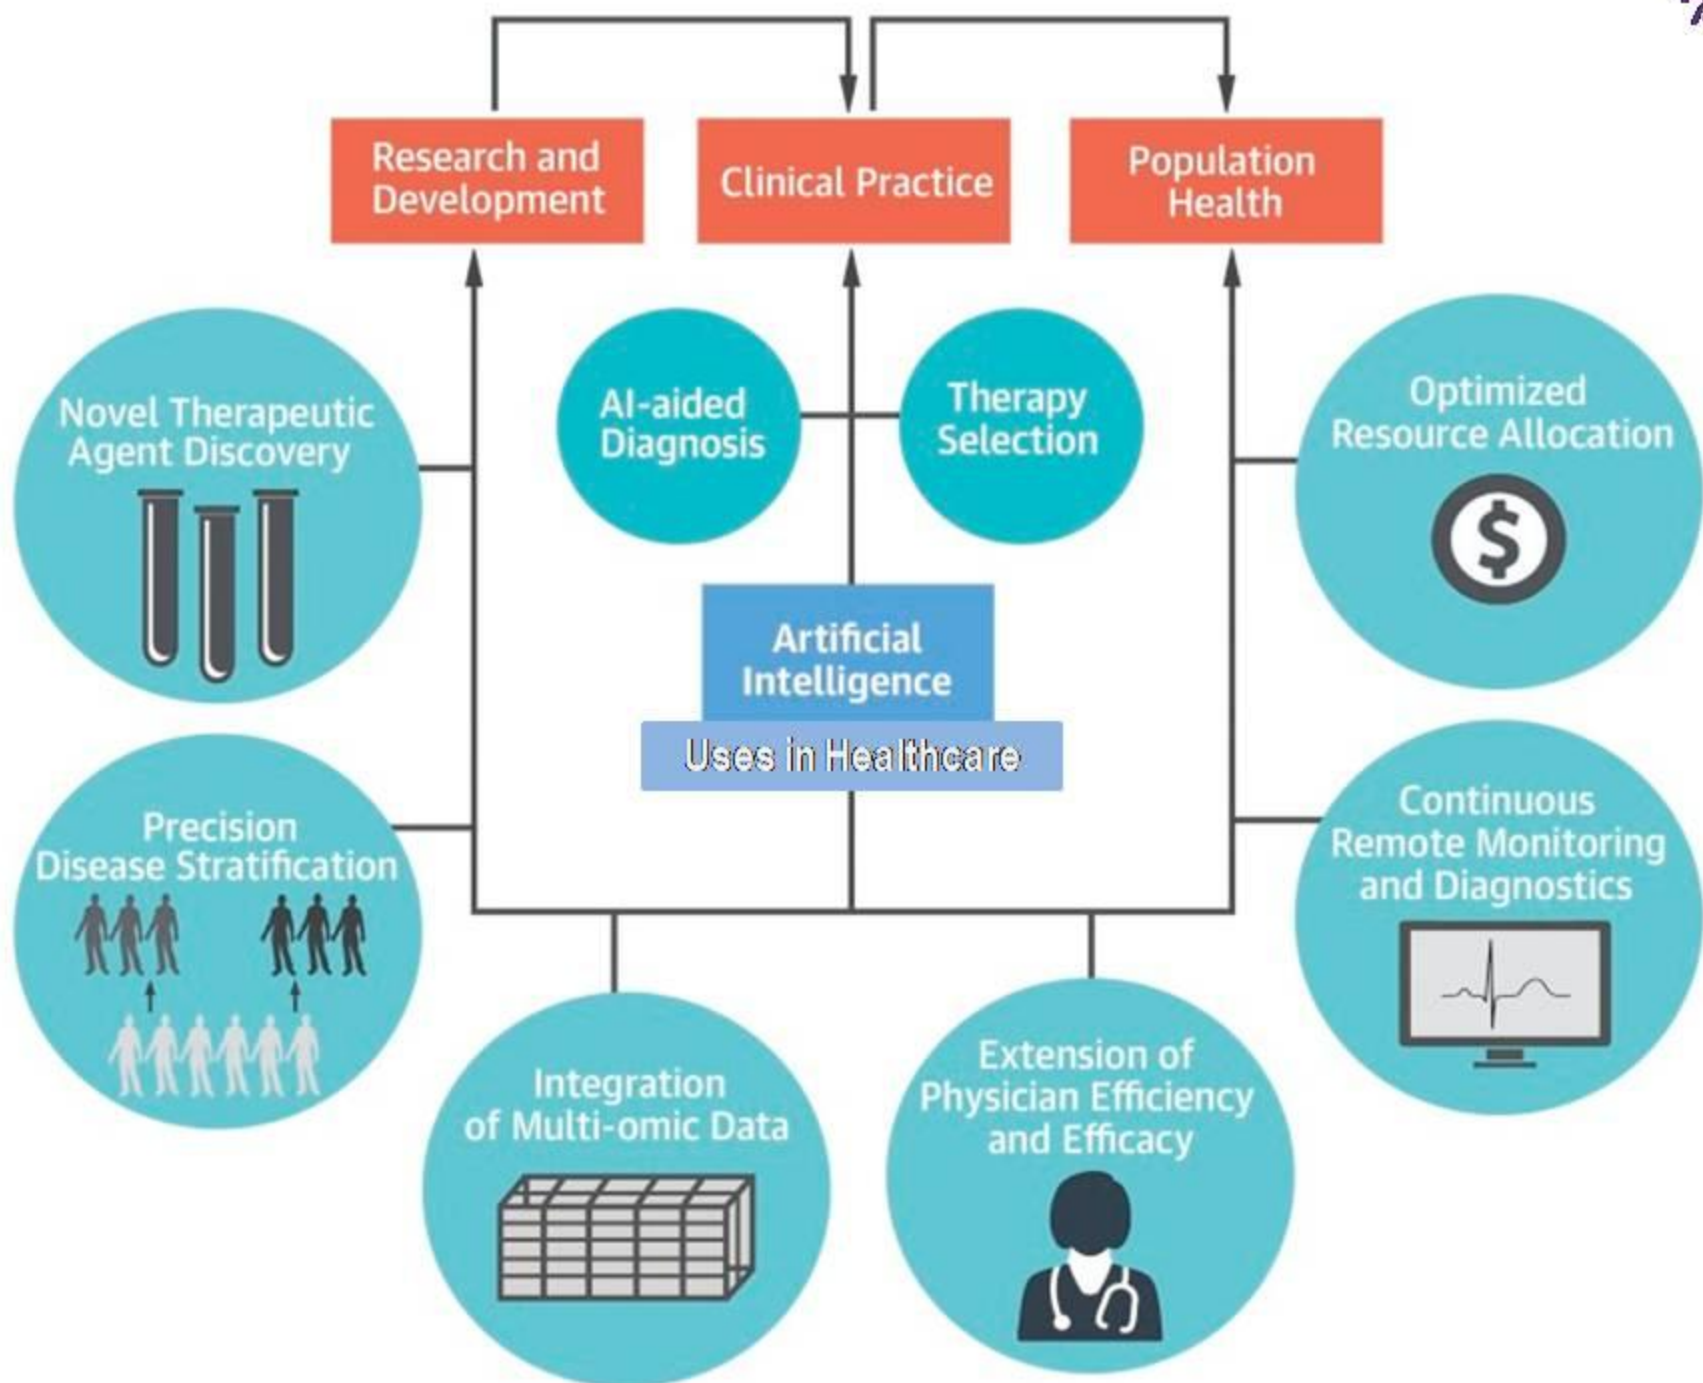 Research and
Development
Clinical Practice
Population
Health
Novel Therapeutic
Agent Discovery
AI-aided
Diagnosis
Therapy
Selection
Optimized
Resource Allocation
$
Artificial
Intelligence
Uses in Healthcare
Precision
Disease Stratification
Continuous
Remote Monitoring
and Diagnostics
Integration
of Multi-omic Data
Extension of
Physician Efficiency
and Efficacy